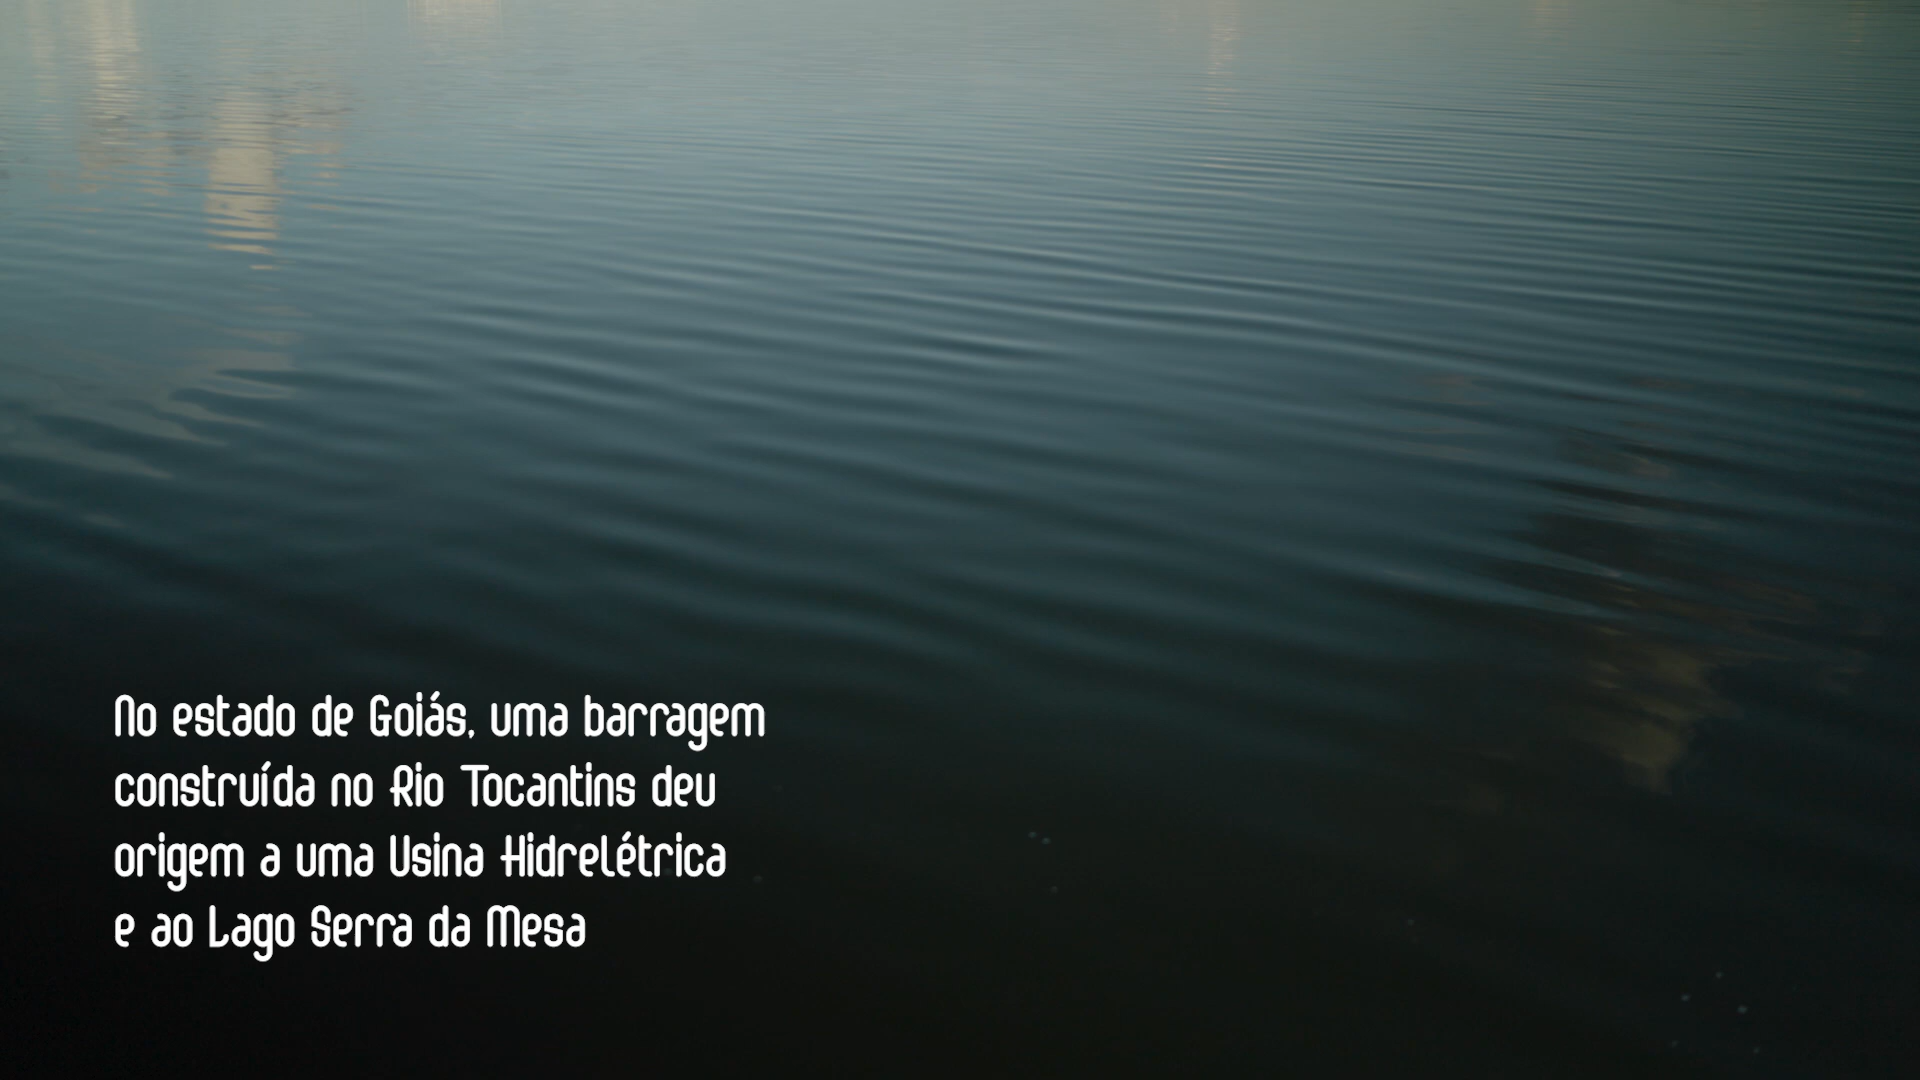 No estado de Goiás, uma barragem
construída no Rio Tocantins deu
origem a uma Usina Hidrelétrica
e ao Lago Serra da Mesa